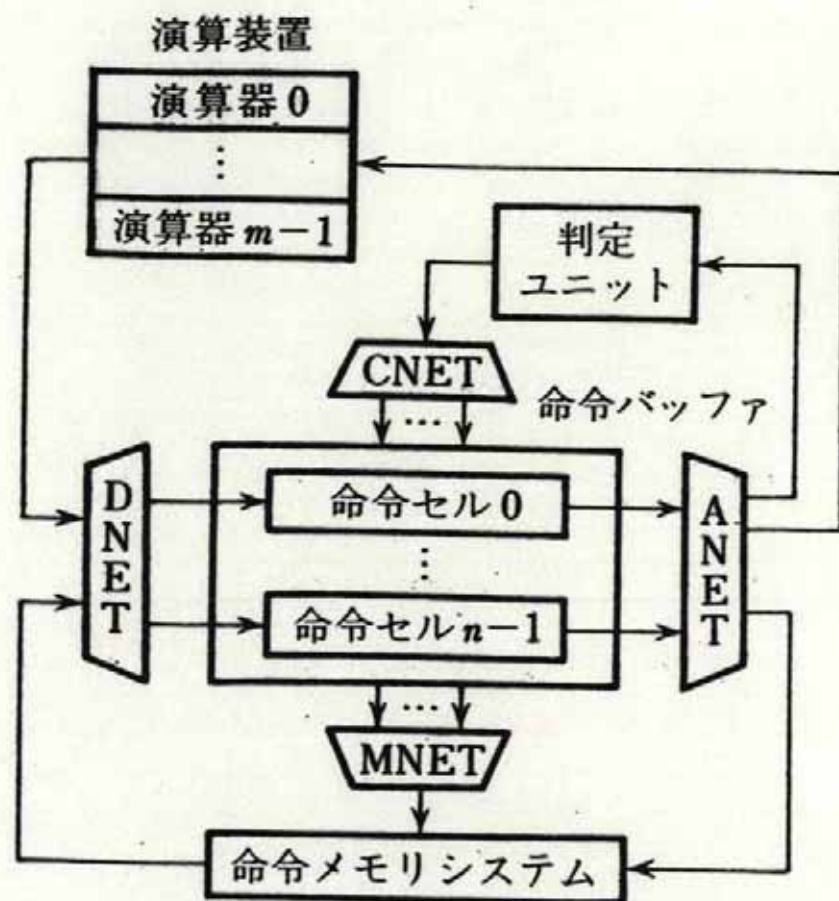 演算装置
演算器 0
⋮
演算器 m−1
判定
ユニット
CNET
命令バッファ
…
DNET
命令セル 0
⋮
命令セル n−1
ANET
…
MNET
命令メモリシステム